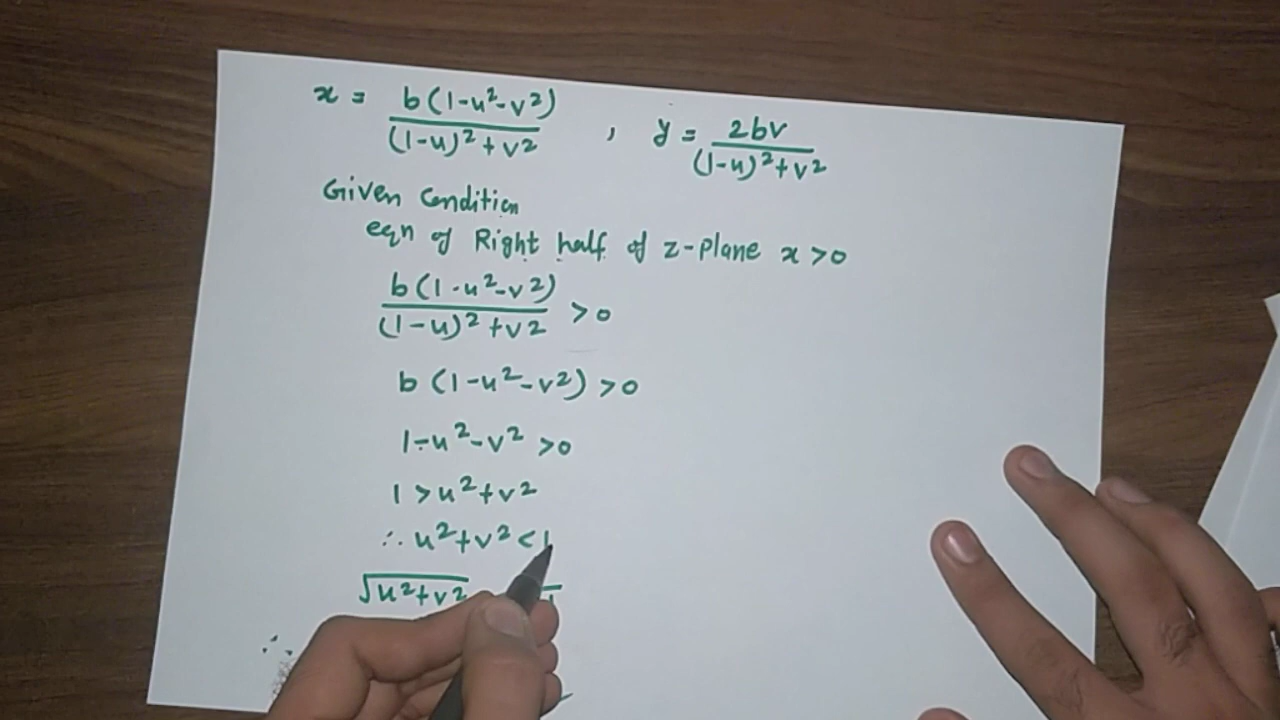 x = b(1-u²-v²) / (1-u)²+v² , y = 2bv / (1-u)²+v²
Given Condition
eqn of Right half of z-plane x>0
b(1-u²-v²) / (1-u)²+v² >0
b(1-u²-v²)>0
1-u²-v²>0
1>u²+v²
∴ u²+v²<1
√u²+v²
∴